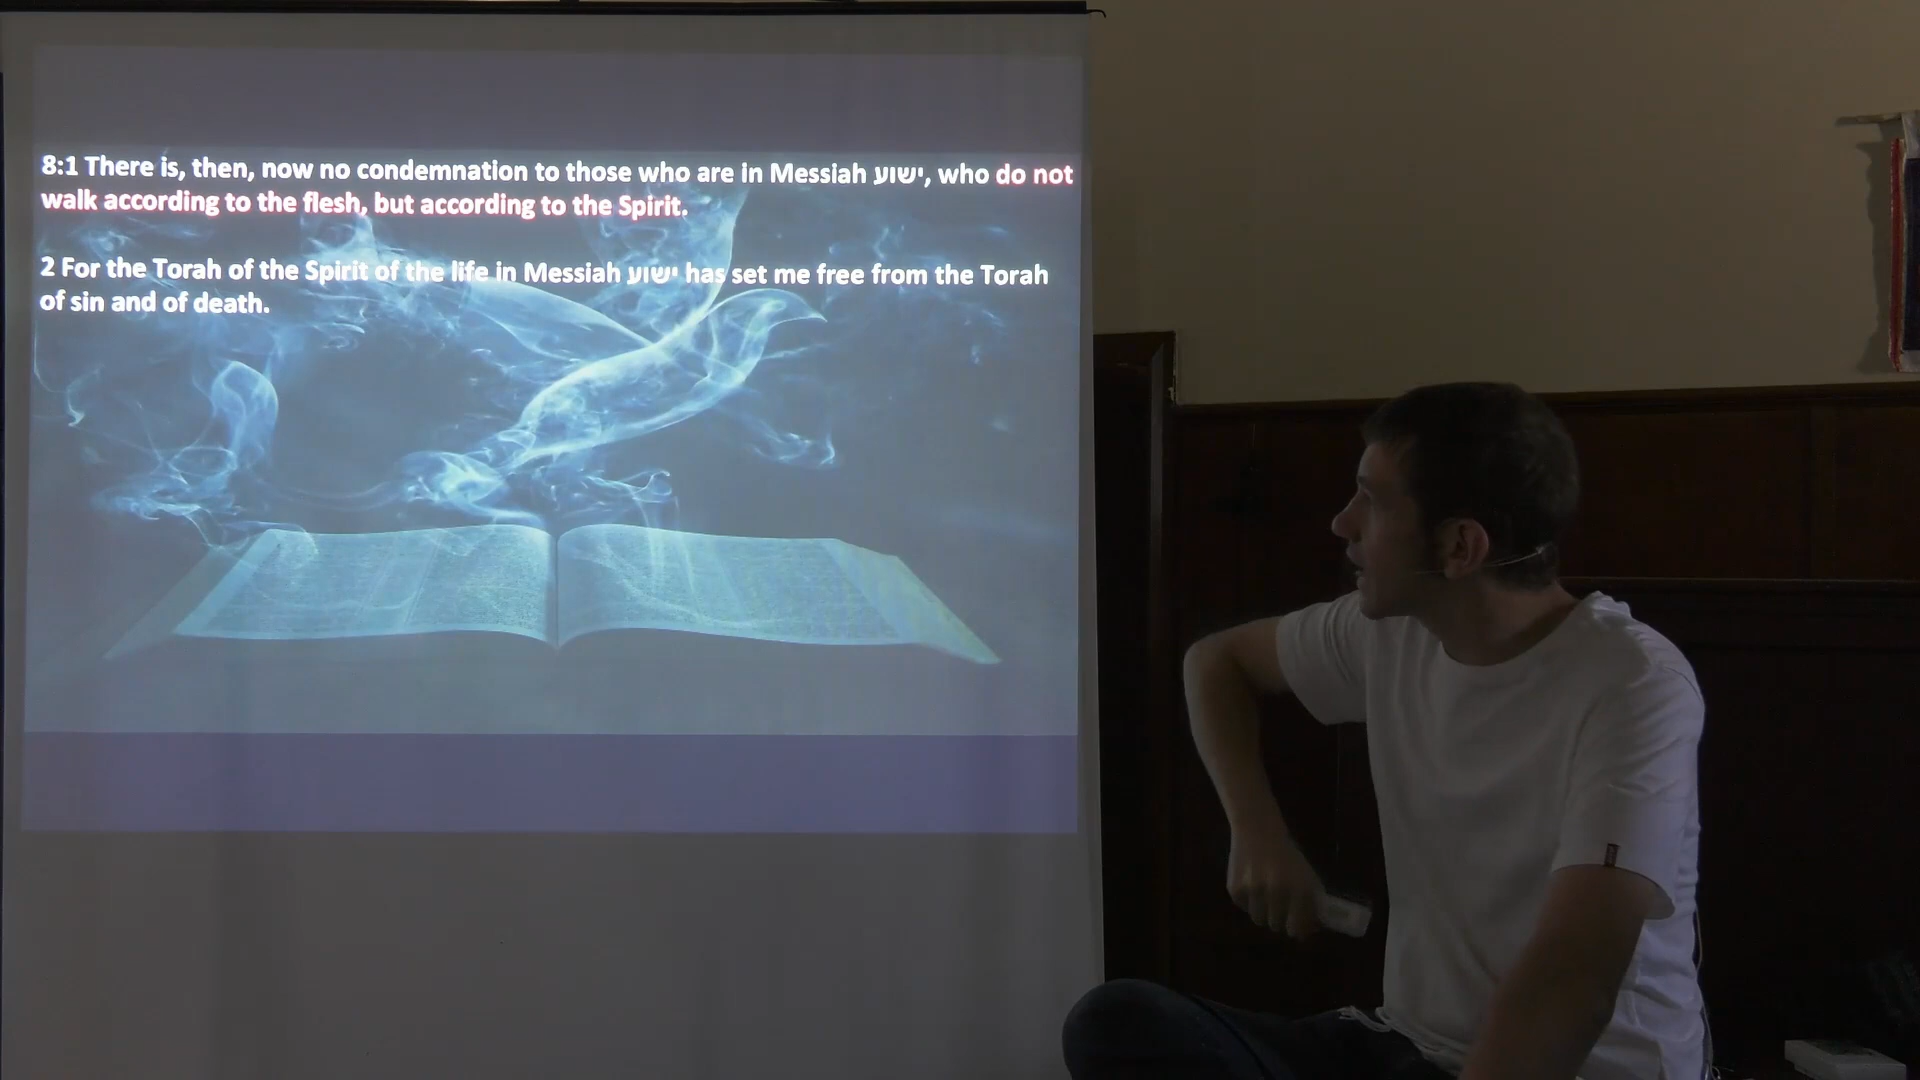 8:1 There is, then, now no condemnation to those who are in Messiah ישוע, who do not
walk according to the flesh, but according to the Spirit.
2 For the Torah of the Spirit of the life in Messiah ישוע has set me free from the Torah
of sin and of death.